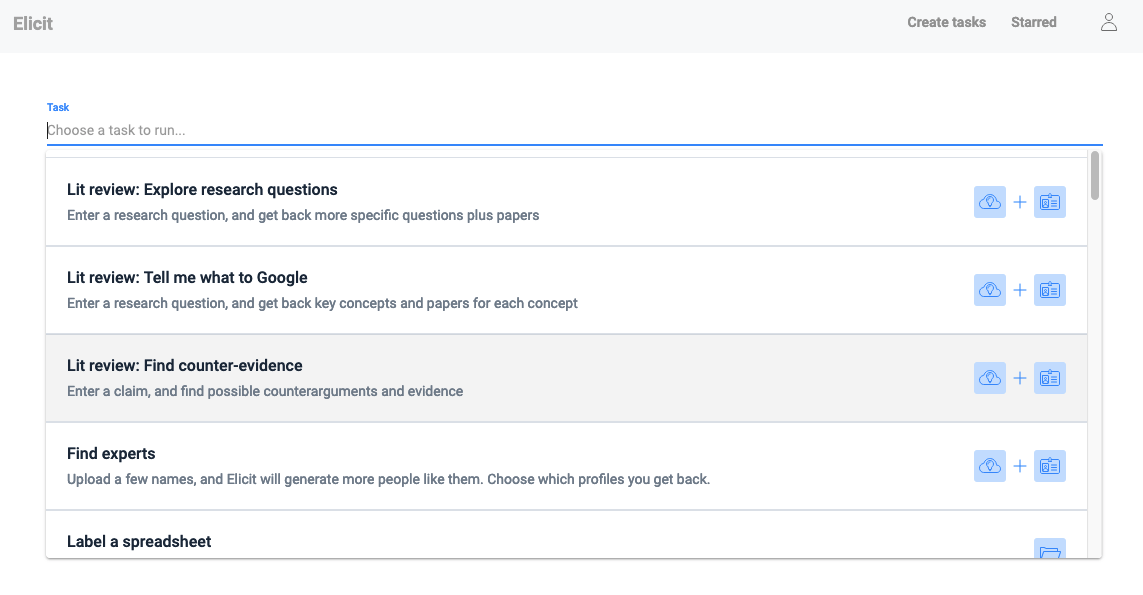 Elicit
Create tasks
Starred
Task
Choose a task to run...
Lit review: Explore research questions
Enter a research question, and get back more specific questions plus papers
Lit review: Tell me what to Google
Enter a research question, and get back key concepts and papers for each concept
Lit review: Find counter-evidence
Enter a claim, and find possible counterarguments and evidence
Find experts
Upload a few names, and Elicit will generate more people like them. Choose which profiles you get back.
Label a spreadsheet